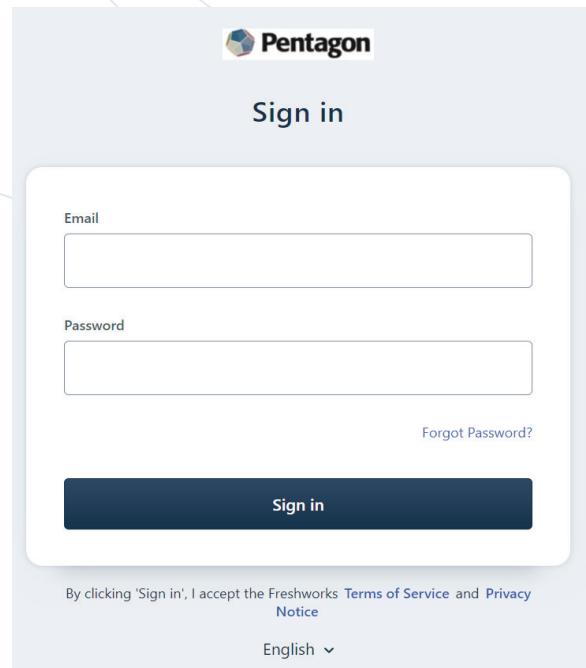 Pentagon
Sign in
Email
Password
Forgot Password?
Sign in
By clicking 'Sign in', I accept the Freshworks Terms of Service and Privacy
Notice
English